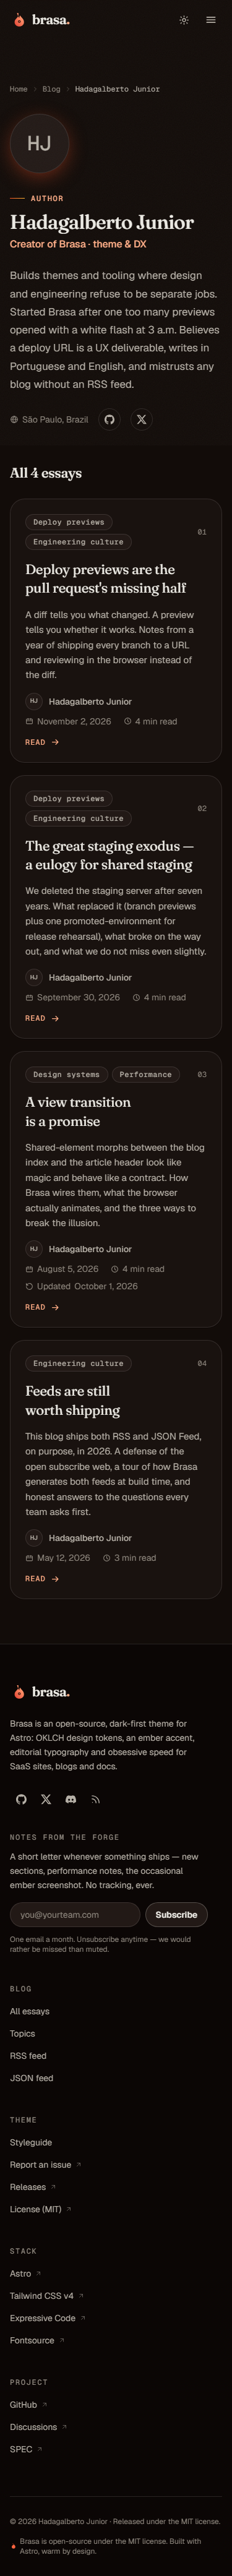 brasa.
Home > Blog > Hadagalberto Junior
HJ
AUTHOR
Hadagalberto Junior
Creator of Brasa · theme & DX
Builds themes and tooling where design
and engineering refuse to be separate jobs.
Started Brasa after one too many previews
opened with a white flash at 3 a.m. Believes
a deploy URL is a UX deliverable, writes in
Portuguese and English, and mistrusts any
blog without an RSS feed.
São Paulo, Brazil
All 4 essays
Deploy previews
Engineering culture
01
Deploy previews are the
pull request's missing half
A diff tells you what changed. A preview
tells you whether it works. Notes from a
year of shipping every branch to a URL
and reviewing in the browser instead of
the diff.
HJ Hadagalberto Junior
November 2, 2026 4 min read
READ →
Deploy previews
Engineering culture
02
The great staging exodus —
a eulogy for shared staging
We deleted the staging server after seven
years. What replaced it (branch previews
plus one promoted-environment for
release rehearsal), what broke on the way
out, and what we do not miss even slightly.
HJ Hadagalberto Junior
September 30, 2026 4 min read
READ →
Design systems Performance 03
A view transition
is a promise
Shared-element morphs between the blog
index and the article header look like
magic and behave like a contract. How
Brasa wires them, what the browser
actually animates, and the three ways to
break the illusion.
HJ Hadagalberto Junior
August 5, 2026 4 min read
Updated October 1, 2026
READ →
Engineering culture 04
Feeds are still
worth shipping
This blog ships both RSS and JSON Feed,
on purpose, in 2026. A defense of the
open subscribe web, a tour of how Brasa
generates both feeds at build time, and
honest answers to the questions every
team asks first.
HJ Hadagalberto Junior
May 12, 2026 3 min read
READ →
brasa.
Brasa is an open-source, dark-first theme for
Astro: OKLCH design tokens, an ember accent,
editorial typography and obsessive speed for
SaaS sites, blogs and docs.
NOTES FROM THE FORGE
A short letter whenever something ships — new
sections, performance notes, the occasional
ember screenshot. No tracking, ever.
you@yourteam.com Subscribe
One email a month. Unsubscribe anytime — we would
rather be missed than muted.
BLOG
All essays
Topics
RSS feed
JSON feed
THEME
Styleguide
Report an issue ↗
Releases ↗
License (MIT) ↗
STACK
Astro ↗
Tailwind CSS v4 ↗
Expressive Code ↗
Fontsource ↗
PROJECT
GitHub ↗
Discussions ↗
SPEC ↗
© 2026 Hadagalberto Junior · Released under the MIT license.
Brasa is open-source under the MIT license. Built with
Astro, warm by design.